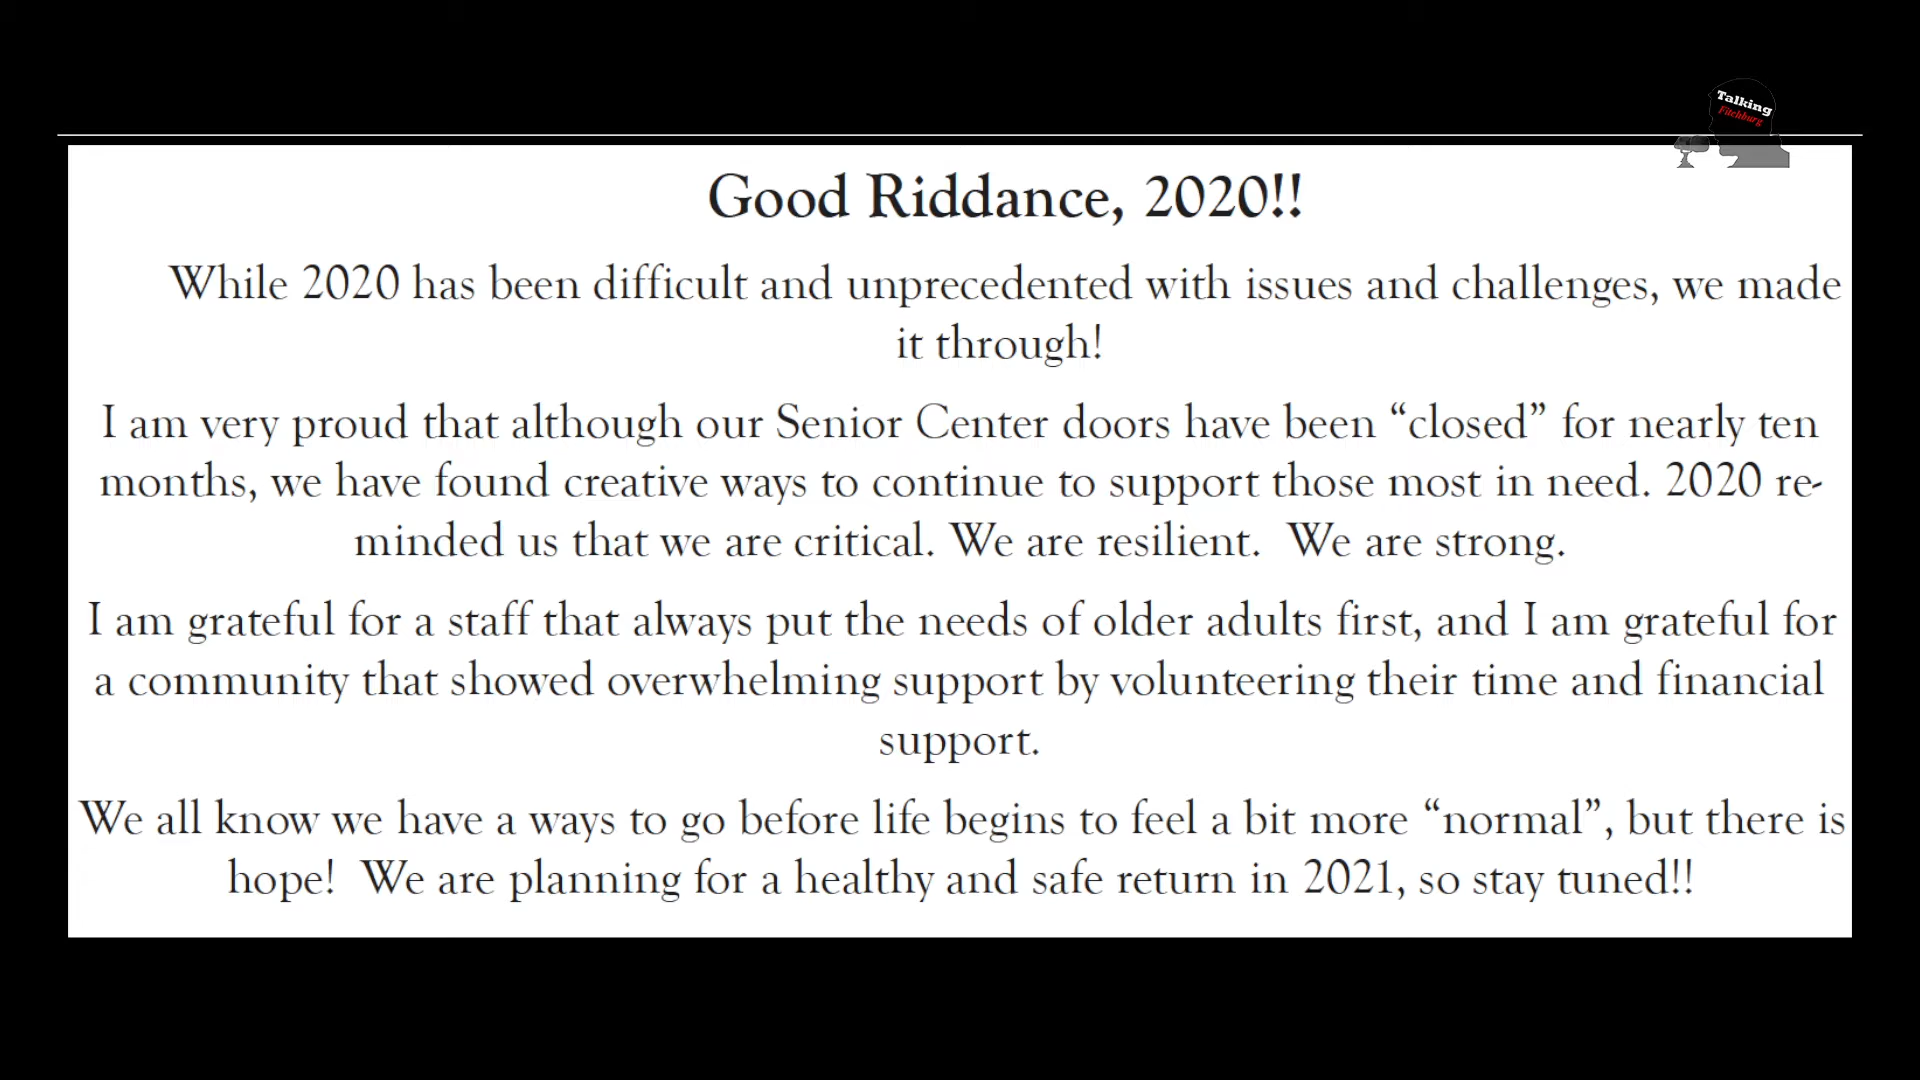 Talking
Fitchburg
Good Riddance, 2020!!
While 2020 has been difficult and unprecedented with issues and challenges, we made
it through!
I am very proud that although our Senior Center doors have been “closed” for nearly ten
months, we have found creative ways to continue to support those most in need. 2020 re-
minded us that we are critical. We are resilient.  We are strong.
I am grateful for a staff that always put the needs of older adults first, and I am grateful for
a community that showed overwhelming support by volunteering their time and financial
support.
We all know we have a ways to go before life begins to feel a bit more “normal”, but there is
hope!  We are planning for a healthy and safe return in 2021, so stay tuned!!